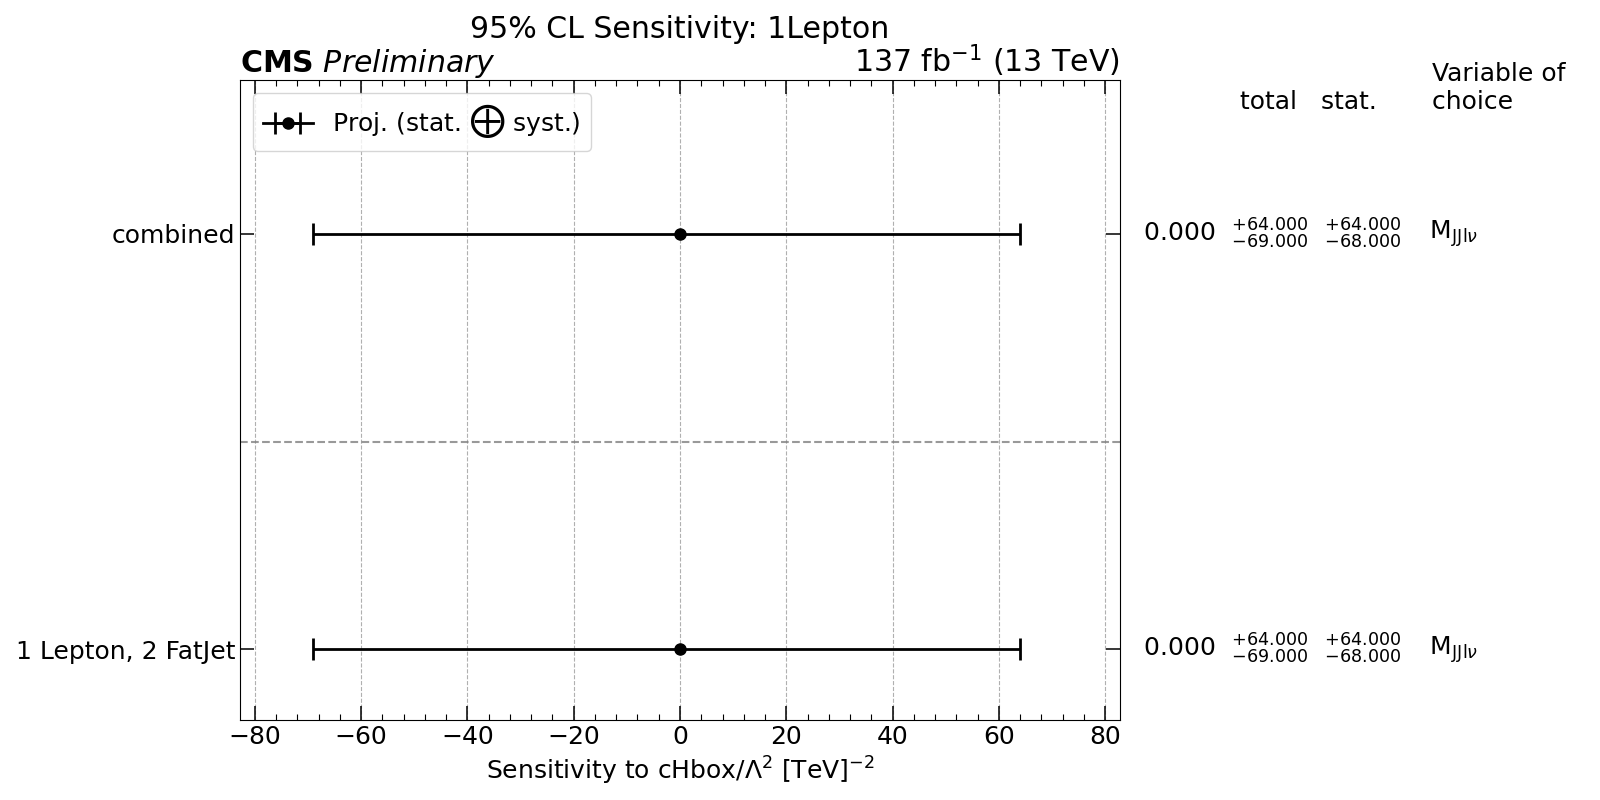 95% CL Sensitivity: 1Lepton
CMS Preliminary 137 fb⁻¹ (13 TeV)
Variable of
total stat. choice
Proj. (stat. ⊕ syst.)
combined 0.000 +64.000 −69.000 +64.000 −68.000 M_JJlν
1 Lepton, 2 FatJet 0.000 +64.000 −69.000 +64.000 −68.000 M_JJlν
−80 −60 −40 −20 0 20 40 60 80
Sensitivity to cHbox/Λ² [TeV]⁻²